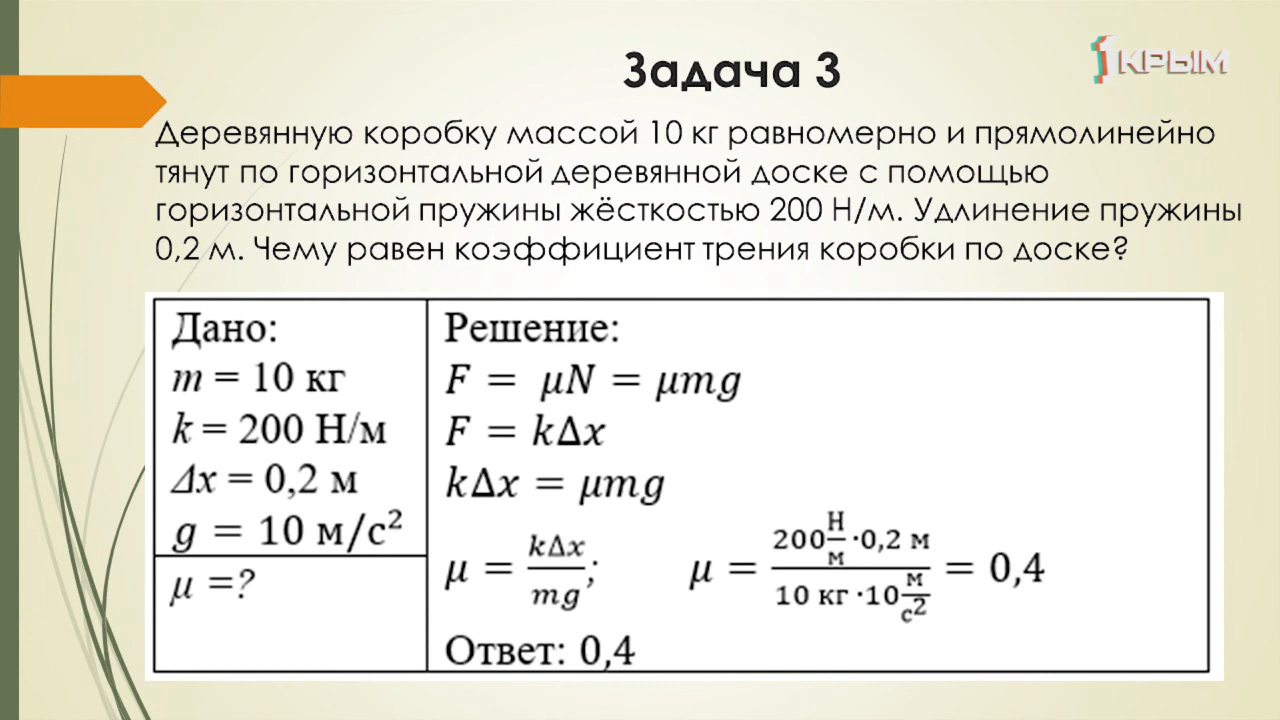 Задача 3
1 КРЫМ
Деревянную коробку массой 10 кг равномерно и прямолинейно
тянут по горизонтальной деревянной доске с помощью
горизонтальной пружины жёсткостью 200 Н/м. Удлинение пружины
0,2 м. Чему равен коэффициент трения коробки по доске?
Дано:
m = 10 кг
k = 200 Н/м
Δx = 0,2 м
g = 10 м/с²
μ =?
Решение:
F = μN = μmg
F = kΔx
kΔx = μmg
μ = kΔx/mg; μ = 200 Н/м ·0,2 м / 10 кг ·10 м/с² = 0,4
Ответ: 0,4